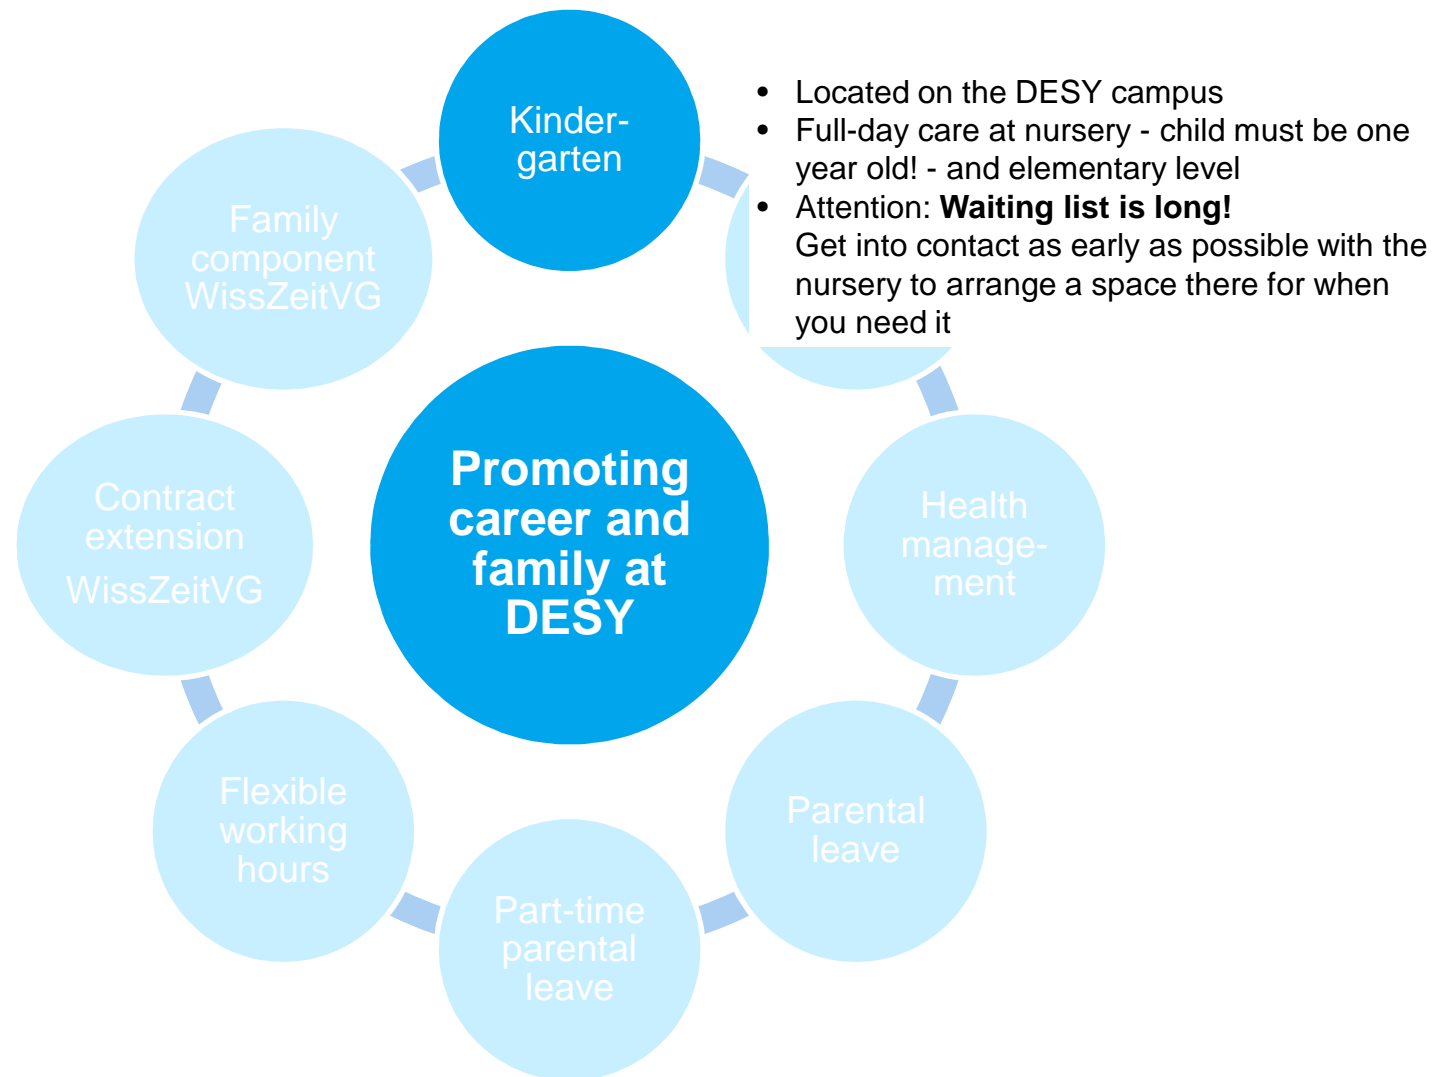 Kinder-
garten
• Located on the DESY campus
• Full-day care at nursery - child must be one
year old! - and elementary level
• Attention: Waiting list is long!
Get into contact as early as possible with the
nursery to arrange a space there for when
you need it
Family
component
WissZeitVG
Promoting
career and
family at
DESY
Contract
extension
WissZeitVG
Health
manage-
ment
Flexible
working
hours
Parental
leave
Part-time
parental
leave